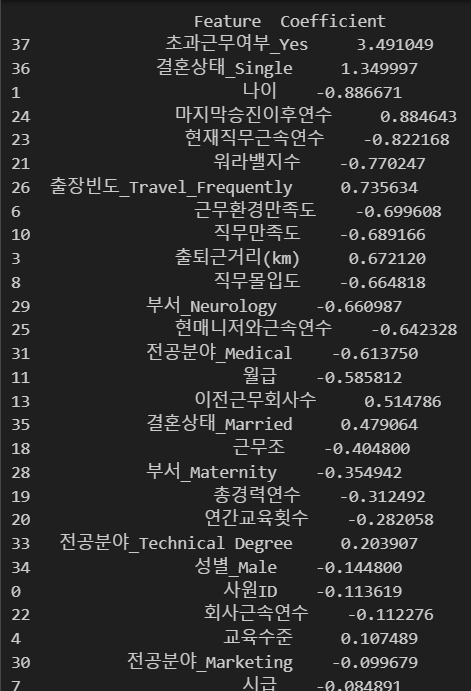 Feature Coefficient
37 초과근무여부_Yes 3.491049
36 결혼상태_Single 1.349997
1 나이 -0.886671
24 마지막승진이후연수 0.884643
23 현재직무근속연수 -0.822168
21 워라밸지수 -0.770247
26 출장빈도_Travel_Frequently 0.735634
6 근무환경만족도 -0.699608
10 직무만족도 -0.689166
3 출퇴근거리(km) 0.672120
8 직무몰입도 -0.664818
29 부서_Neurology -0.660987
25 현매니저와근속연수 -0.642328
31 전공분야_Medical -0.613750
11 월급 -0.585812
13 이전근무회사수 0.514786
35 결혼상태_Married 0.479064
18 근무조 -0.404800
28 부서_Maternity -0.354942
19 총경력연수 -0.312492
20 연간교육횟수 -0.282058
33 전공분야_Technical Degree 0.203907
34 성별_Male -0.144800
0 사원ID -0.113619
22 회사근속연수 -0.112276
4 교육수준 0.107489
30 전공분야_Marketing -0.099679
7 시급 -0.084891